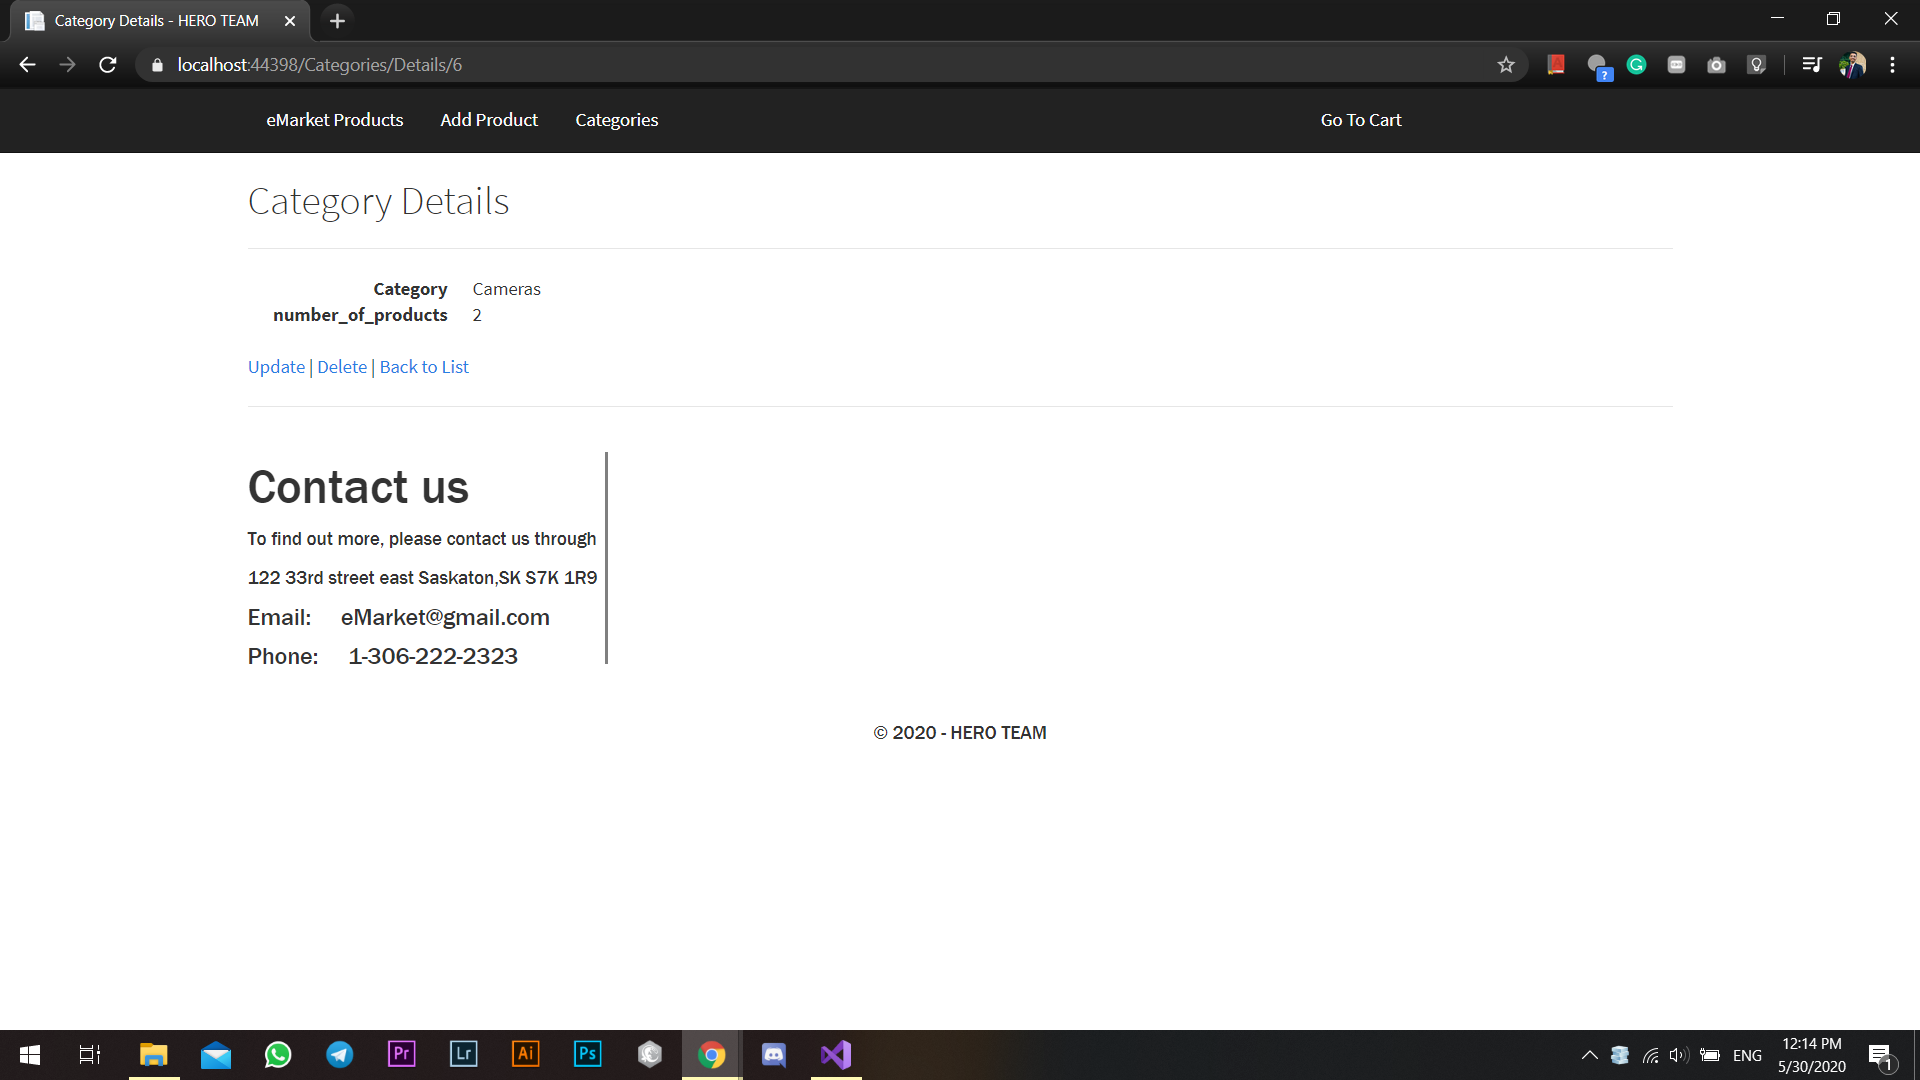 Category Details - HERO TEAM
localhost:44398/Categories/Details/6
eMarket Products Add Product Categories Go To Cart
Category Details
Category Cameras
number_of_products 2
Update | Delete | Back to List
Contact us
To find out more, please contact us through
122 33rd street east Saskaton,SK S7K 1R9
Email: eMarket@gmail.com
Phone: 1-306-222-2323
© 2020 - HERO TEAM
Pr Lr Ai Ps ENG
12:14 PM
5/30/2020
1